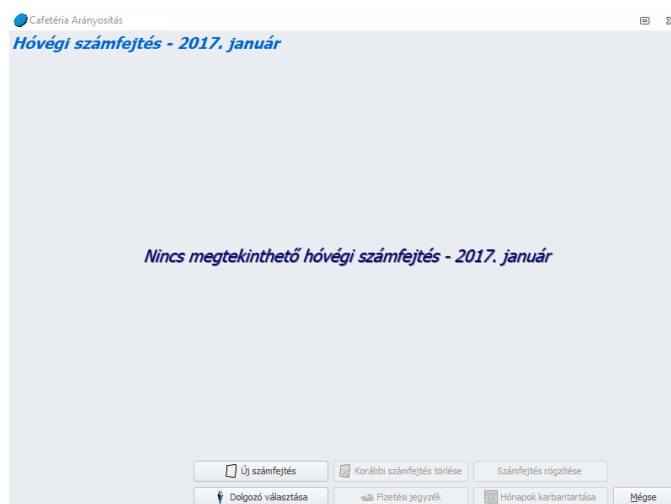 Cafetéria Arányosítás
Hóvégi számfejtés - 2017. január
Nincs megtekinthető hóvégi számfejtés - 2017. január
Új számfejtés Korábbi számfejtés törlése Számfejtés rögzítése
Dolgozó választása Fizetési jegyzék Hónapok karbantartása Mégse